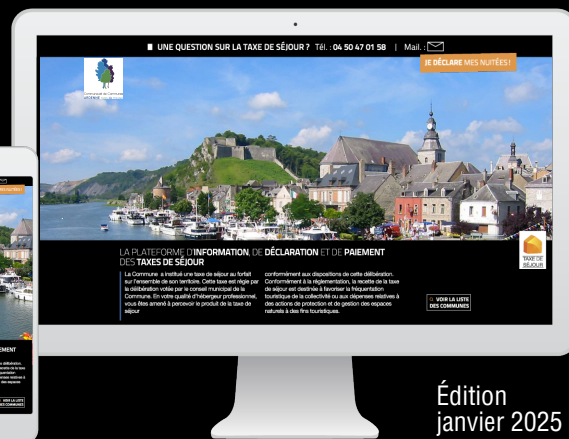 ■ UNE QUESTION SUR LA TAXE DE SÉJOUR ? Tél. : 04 50 47 01 58 | Mail. :
JE DÉCLARE MES NUITÉES !
LA PLATEFORME D'INFORMATION, DE DÉCLARATION ET DE PAIEMENT
DES TAXES DE SÉJOUR
La Commune a institué une taxe de séjour au forfait
sur l'ensemble de son territoire. Cette taxe est régie par
la délibération votée par le conseil municipal de la
Commune. En votre qualité d'hébergeur professionnel,
vous êtes amené à percevoir le produit de la taxe de
séjour
conformément aux dispositions de cette délibération.
Conformément à la réglementation, la recette de la taxe
de séjour est destinée à favoriser la fréquentation
touristique de la collectivité ou aux dépenses relatives à
des actions de protection et de gestion des espaces
naturels à des fins touristiques.
TAXE DE
SÉJOUR
VOIR LA LISTE
DES COMMUNES
EMENT
VOIR LA LISTE
DES COMMUNES
Édition
janvier 2025